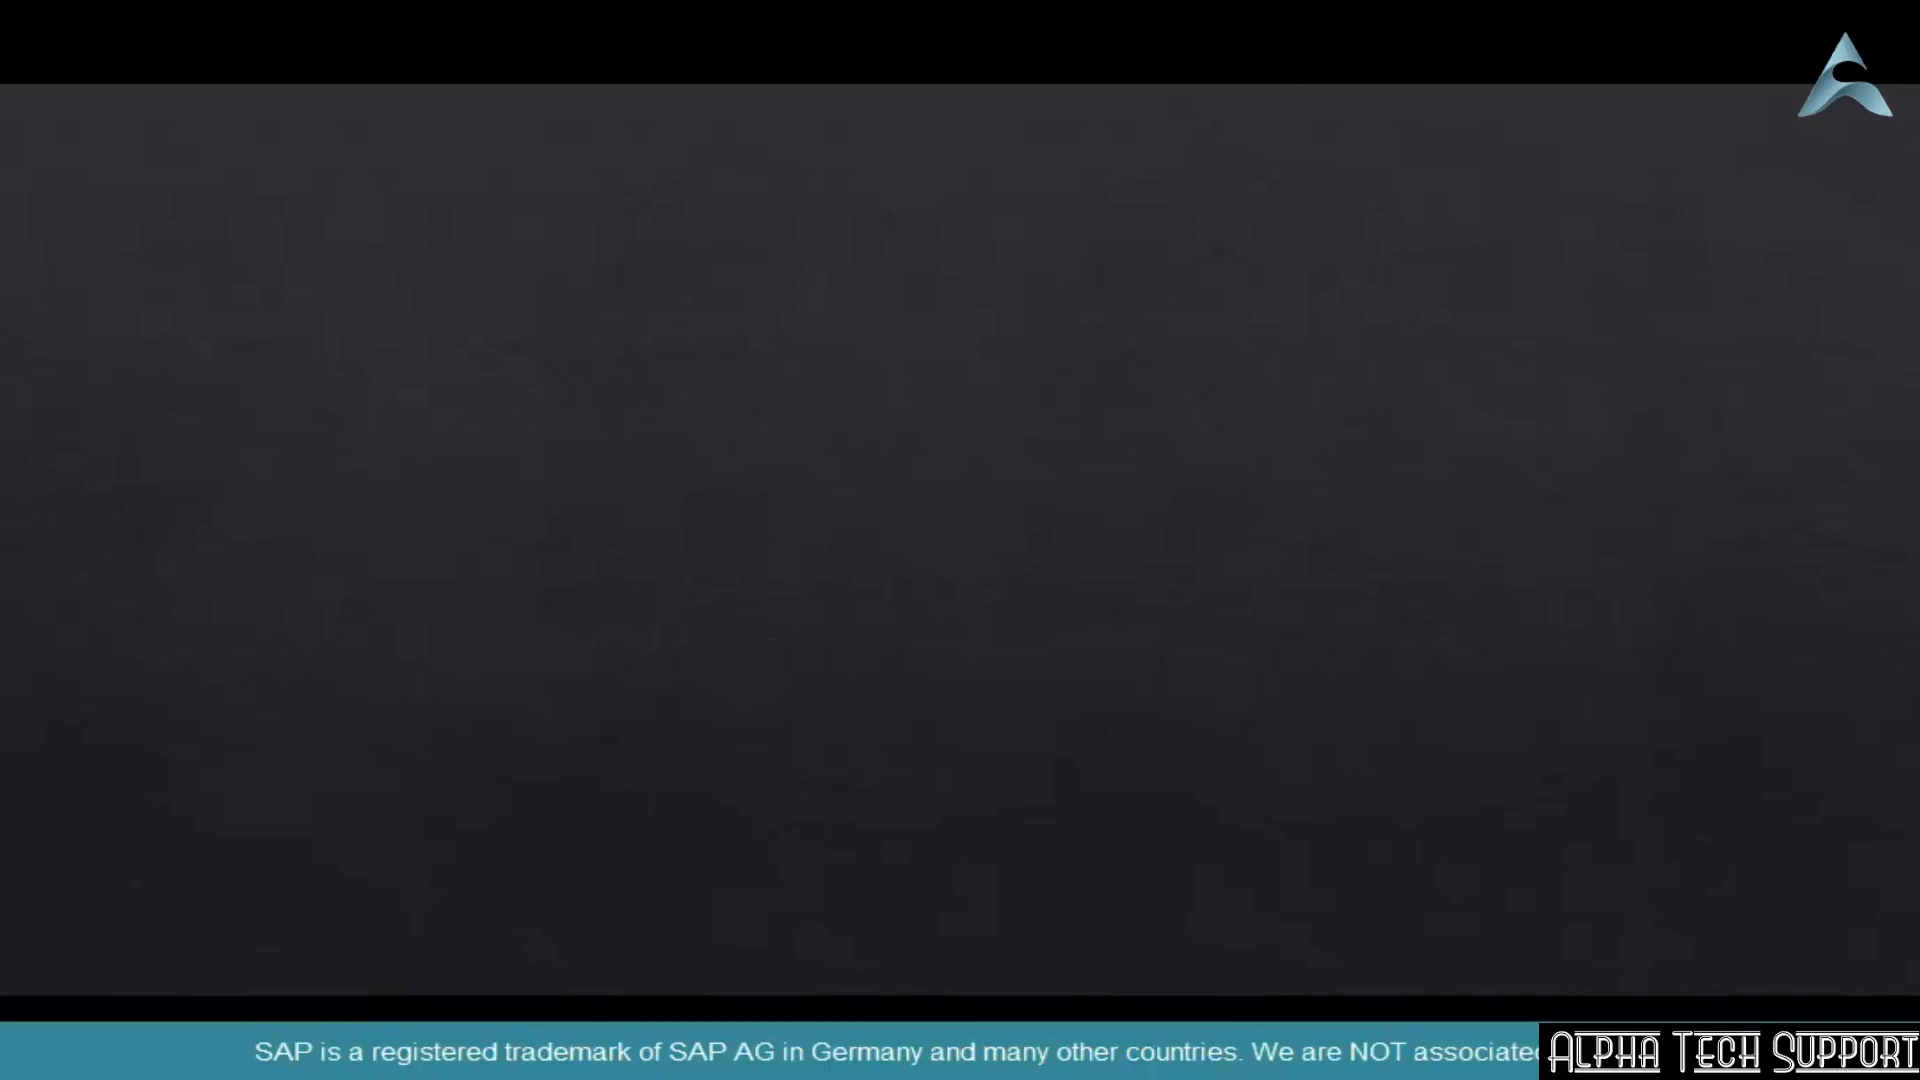 SAP is a registered trademark of SAP AG in Germany and many other countries. We are NOT associated
ALPHA TECH SUPPORT